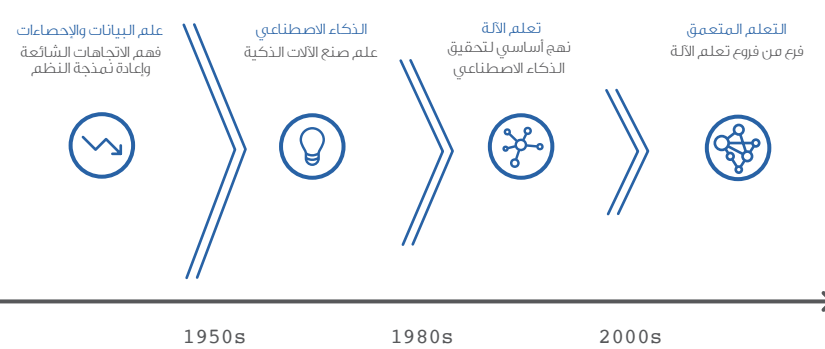 علم البيانات والإحصاءات
فهم الاتجاهات الشائعة
وإعادة نمذجة النظم
الذكاء الاصطناعي
علم صنع الآلات الذكية
تعلم الآلة
نهج أساسي لتحقيق
الذكاء الاصطناعي
التعلم المتعمق
فرع من فروع تعلم الآلة
1950s
1980s
2000s